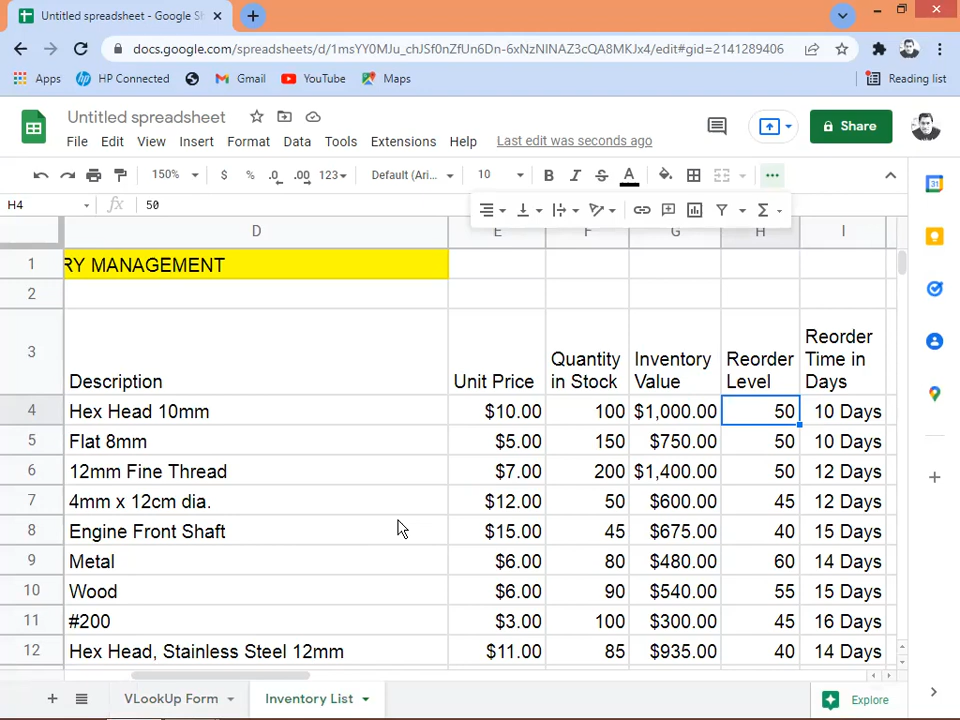 Untitled spreadsheet - Google Sh
docs.google.com/spreadsheets/d/1msYY0MJu_chJSf0nZfUn6Dn-6xNzNINAZ3cQA8MKJx4/edit#gid=2141289406
Apps HP Connected Gmail YouTube Maps Reading list
Untitled spreadsheet
Share
File Edit View Insert Format Data Tools Extensions Help Last edit was seconds ago
150% $ % .0 .00 123 Default (Ari... 10 B I S A
H4 fx 50
D E F G H I
1 RY MANAGEMENT
2
3 Description Unit Price Quantity in Stock Inventory Value Reorder Level Reorder Time in Days
4 Hex Head 10mm $10.00 100 $1,000.00 50 10 Days
5 Flat 8mm $5.00 150 $750.00 50 10 Days
6 12mm Fine Thread $7.00 200 $1,400.00 50 12 Days
7 4mm x 12cm dia. $12.00 50 $600.00 45 12 Days
8 Engine Front Shaft $15.00 45 $675.00 40 15 Days
9 Metal $6.00 80 $480.00 60 14 Days
10 Wood $6.00 90 $540.00 55 15 Days
11 #200 $3.00 100 $300.00 45 16 Days
12 Hex Head, Stainless Steel 12mm $11.00 85 $935.00 40 14 Days
VLookUp Form Inventory List Explore